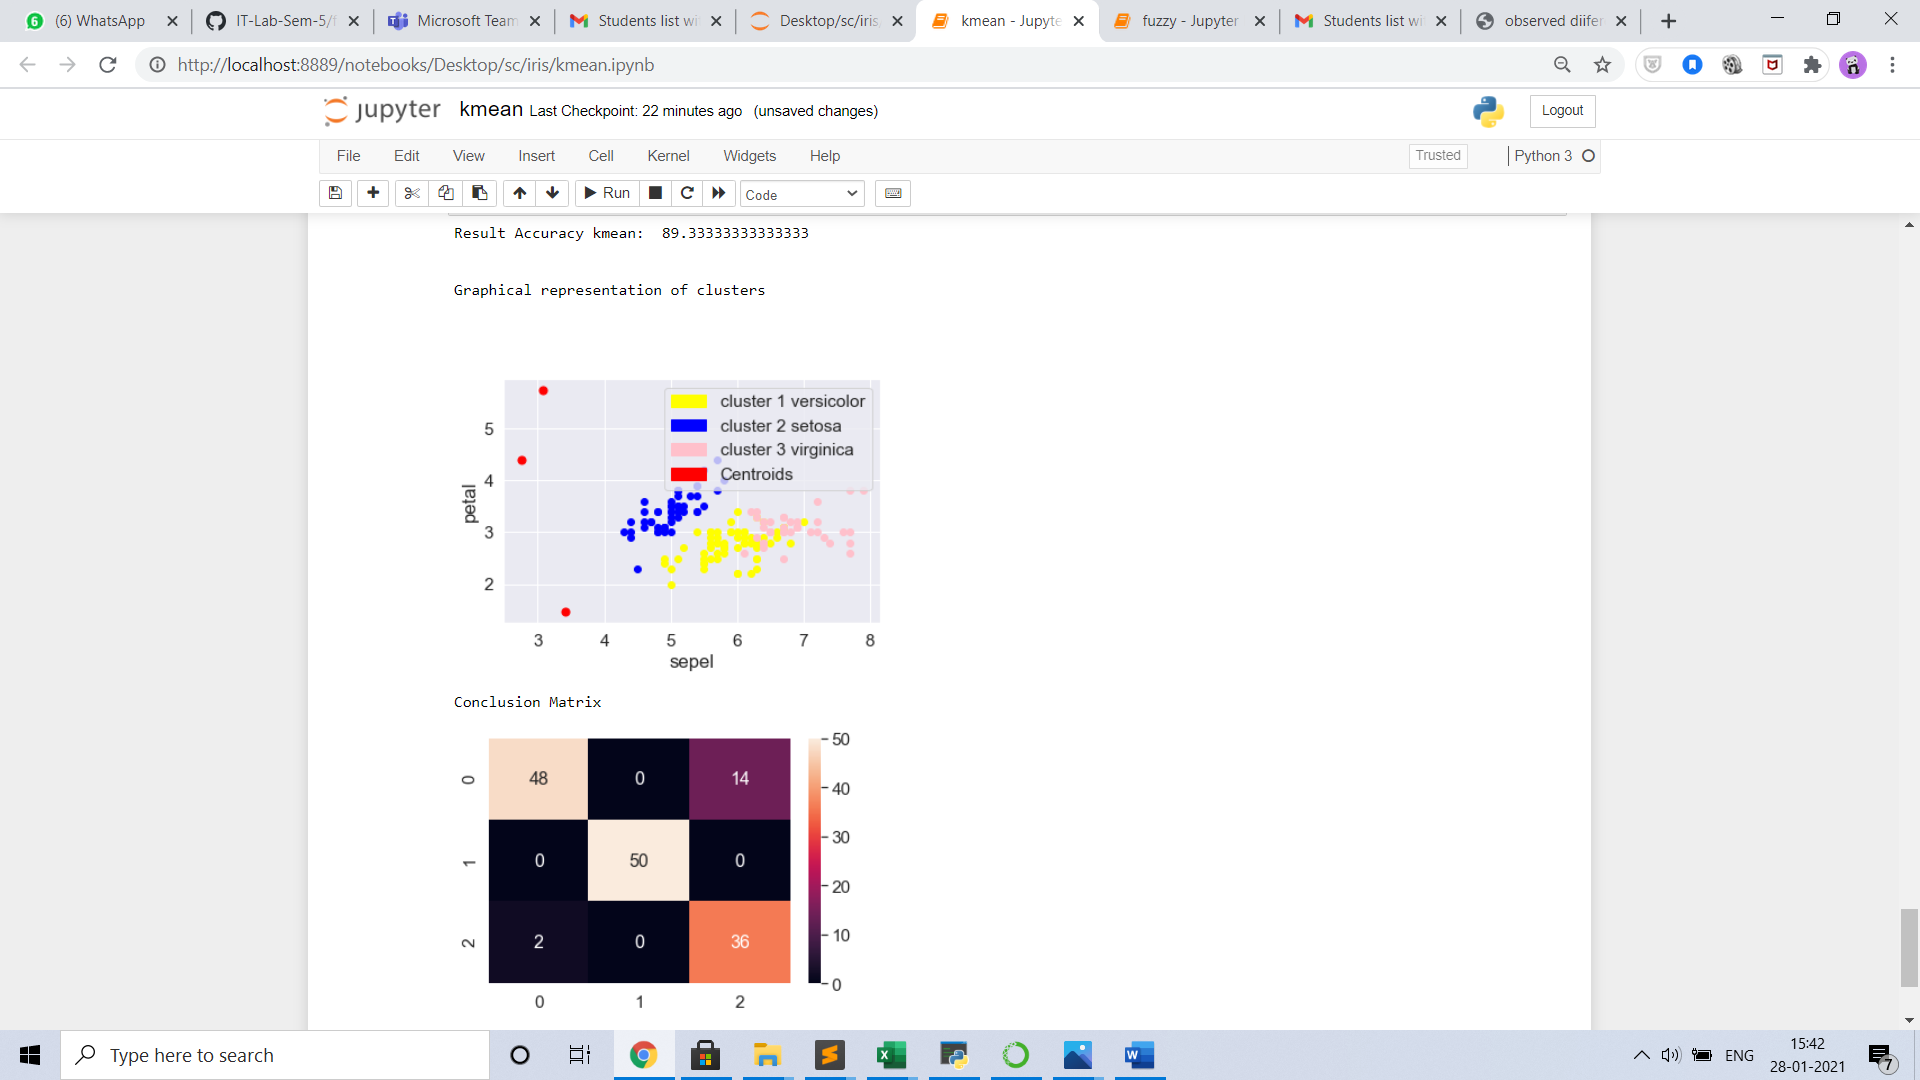 (6) WhatsApp
IT-Lab-Sem-5/f
Microsoft Team
Students list wi
Desktop/sc/iris
kmean - Jupyte
fuzzy - Jupyter
Students list wi
observed diifer
http://localhost:8889/notebooks/Desktop/sc/iris/kmean.ipynb
jupyter kmean Last Checkpoint: 22 minutes ago (unsaved changes)
Logout
File Edit View Insert Cell Kernel Widgets Help
Trusted
Python 3
Run
Code
Result Accuracy kmean: 89.33333333333333
Graphical representation of clusters
cluster 1 versicolor
cluster 2 setosa
cluster 3 virginica
Centroids
5
4
3
2
petal
3 4 5 6 7 8
sepel
Conclusion Matrix
0 48 0 14
1 0 50 0
2 2 0 36
0 1 2
50
40
30
20
10
0
Type here to search
ENG
15:42
28-01-2021
7